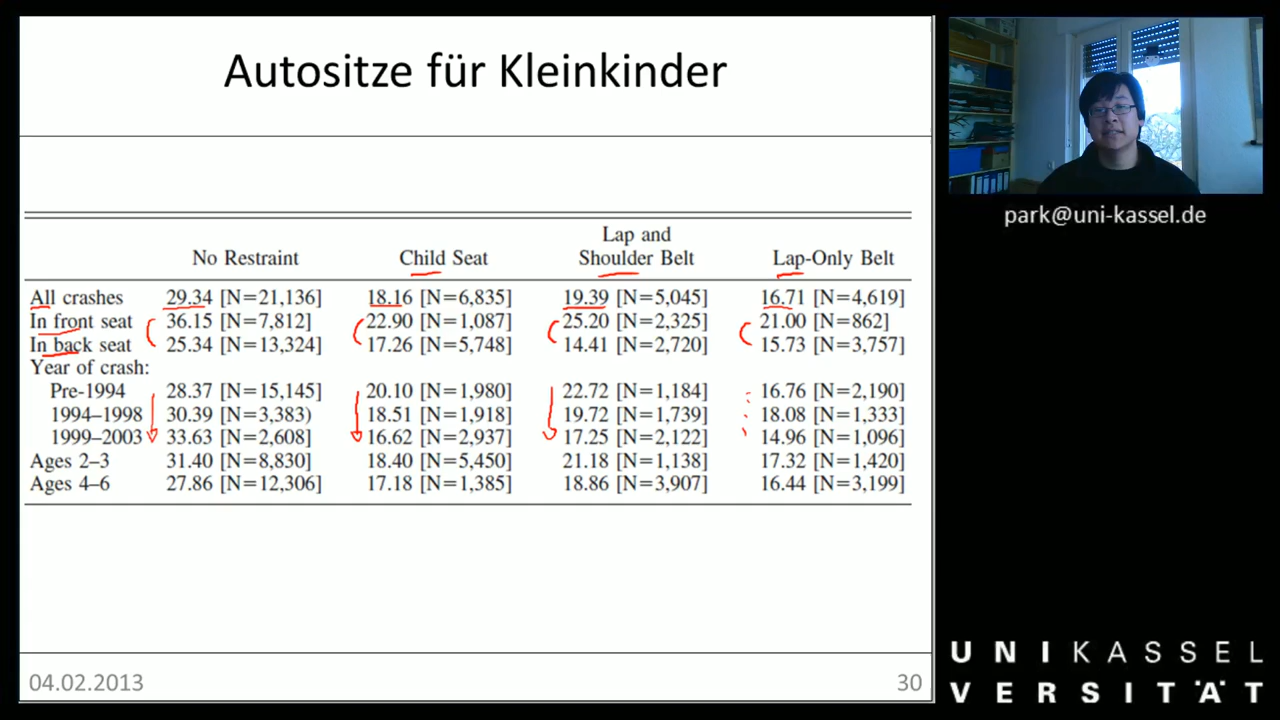 Autositze für Kleinkinder
park@uni-kassel.de
Lap and
No Restraint Child Seat Shoulder Belt Lap-Only Belt
All crashes 29.34 [N=21,136] 18.16 [N=6,835] 19.39 [N=5,045] 16.71 [N=4,619]
In front seat 36.15 [N=7,812] 22.90 [N=1,087] 25.20 [N=2,325] 21.00 [N=862]
In back seat 25.34 [N=13,324] 17.26 [N=5,748] 14.41 [N=2,720] 15.73 [N=3,757]
Year of crash:
Pre-1994 28.37 [N=15,145] 20.10 [N=1,980] 22.72 [N=1,184] 16.76 [N=2,190]
1994–1998 30.39 [N=3,383) 18.51 [N=1,918] 19.72 [N=1,739] 18.08 [N=1,333]
1999–2003 33.63 [N=2,608] 16.62 [N=2,937] 17.25 [N=2,122] 14.96 [N=1,096]
Ages 2–3 31.40 [N=8,830] 18.40 [N=5,450] 21.18 [N=1,138] 17.32 [N=1,420]
Ages 4–6 27.86 [N=12,306] 17.18 [N=1,385] 18.86 [N=3,907] 16.44 [N=3,199]
04.02.2013 30
UNIKASSEL
VERSITÄT